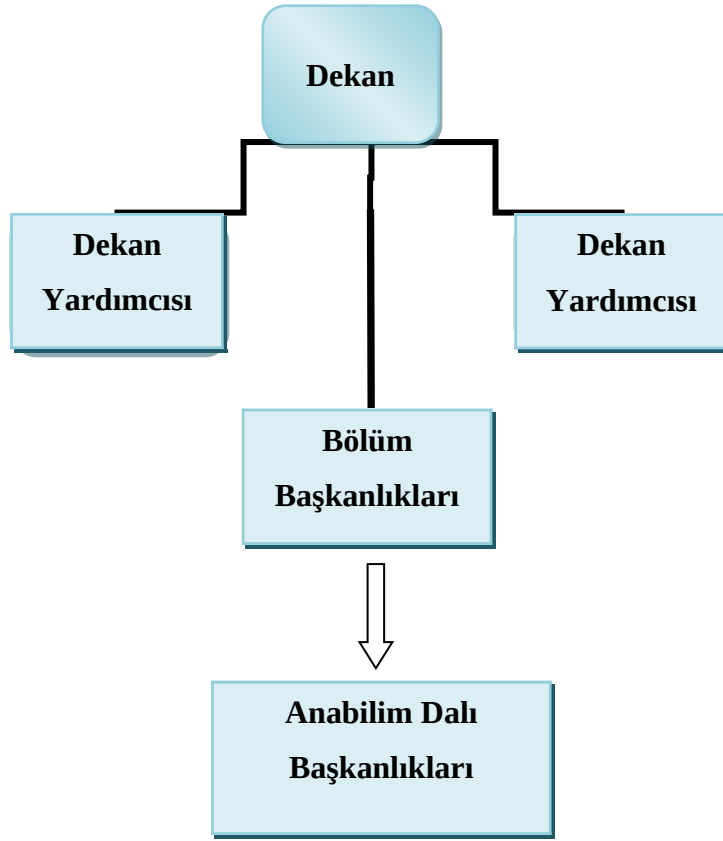 Dekan
Dekan
Yardımcısı
Dekan
Yardımcısı
Bölüm
Başkanlıkları
Anabilim Dalı
Başkanlıkları